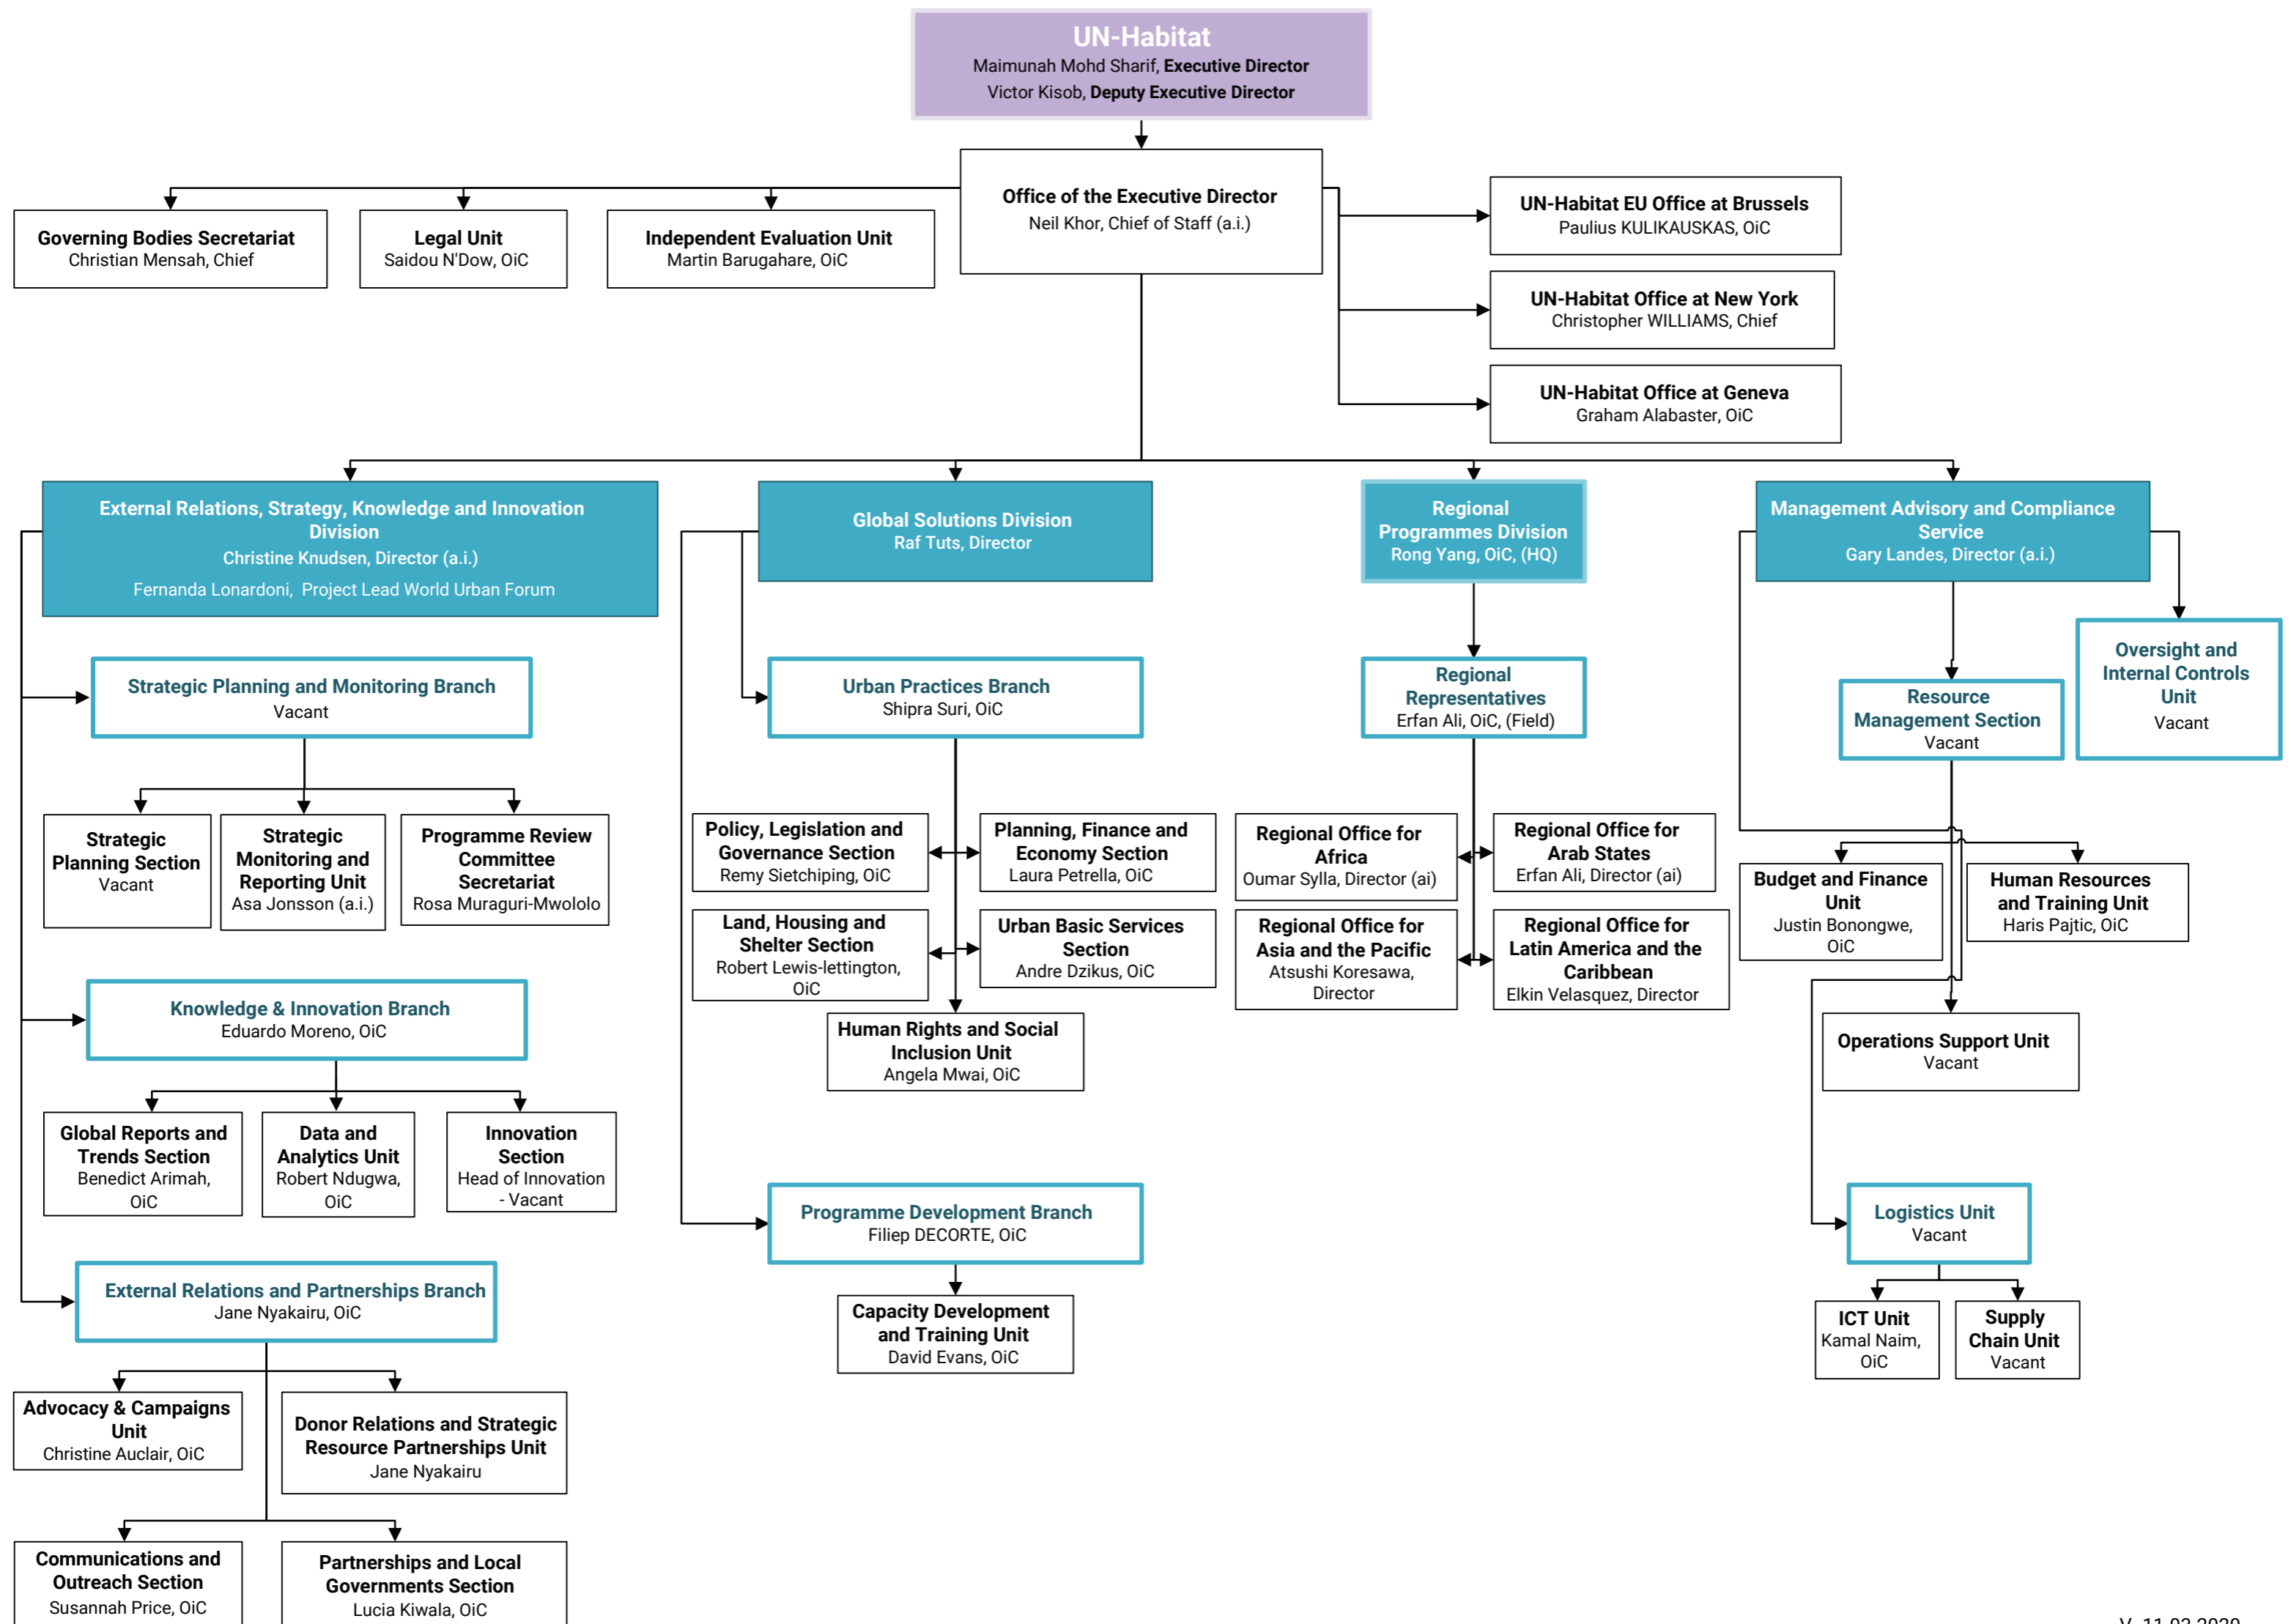 UN-Habitat
Maimunah Mohd Sharif, Executive Director
Victor Kisob, Deputy Executive Director
Office of the Executive Director
Neil Khor, Chief of Staff (a.i.)
Governing Bodies Secretariat
Christian Mensah, Chief
Legal Unit
Saidou N'Dow, OiC
Independent Evaluation Unit
Martin Barugahare, OiC
UN-Habitat EU Office at Brussels
Paulius KULIKAUSKAS, OiC
UN-Habitat Office at New York
Christopher WILLIAMS, Chief
UN-Habitat Office at Geneva
Graham Alabaster, OiC
External Relations, Strategy, Knowledge and Innovation
Division
Christine Knudsen, Director (a.i.)
Fernanda Lonardoni, Project Lead World Urban Forum
Strategic Planning and Monitoring Branch
Vacant
Strategic
Planning Section
Vacant
Strategic
Monitoring and
Reporting Unit
Asa Jonsson (a.i.)
Programme Review
Committee
Secretariat
Rosa Muraguri-Mwololo
Knowledge & Innovation Branch
Eduardo Moreno, OiC
Global Reports and
Trends Section
Benedict Arimah,
OiC
Data and
Analytics Unit
Robert Ndugwa,
OiC
Innovation
Section
Head of Innovation
- Vacant
External Relations and Partnerships Branch
Jane Nyakairu, OiC
Advocacy & Campaigns
Unit
Christine Auclair, OiC
Donor Relations and Strategic
Resource Partnerships Unit
Jane Nyakairu
Communications and
Outreach Section
Susannah Price, OiC
Partnerships and Local
Governments Section
Lucia Kiwala, OiC
Global Solutions Division
Raf Tuts, Director
Urban Practices Branch
Shipra Suri, OiC
Policy, Legislation and
Governance Section
Remy Sietchiping, OiC
Planning, Finance and
Economy Section
Laura Petrella, OiC
Land, Housing and
Shelter Section
Robert Lewis-lettington,
OiC
Urban Basic Services
Section
Andre Dzikus, OiC
Human Rights and Social
Inclusion Unit
Angela Mwai, OiC
Programme Development Branch
Filiep DECORTE, OiC
Capacity Development
and Training Unit
David Evans, OiC
Regional
Programmes Division
Rong Yang, OiC, (HQ)
Regional
Representatives
Erfan Ali, OiC, (Field)
Regional Office for
Africa
Oumar Sylla, Director (ai)
Regional Office for
Arab States
Erfan Ali, Director (ai)
Regional Office for
Asia and the Pacific
Atsushi Koresawa,
Director
Regional Office for
Latin America and the
Caribbean
Elkin Velasquez, Director
Management Advisory and Compliance
Service
Gary Landes, Director (a.i.)
Oversight and
Internal Controls
Unit
Vacant
Resource
Management Section
Vacant
Budget and Finance
Unit
Justin Bonongwe,
OiC
Human Resources
and Training Unit
Haris Pajtic, OiC
Operations Support Unit
Vacant
Logistics Unit
Vacant
ICT Unit
Kamal Naim,
OiC
Supply
Chain Unit
Vacant